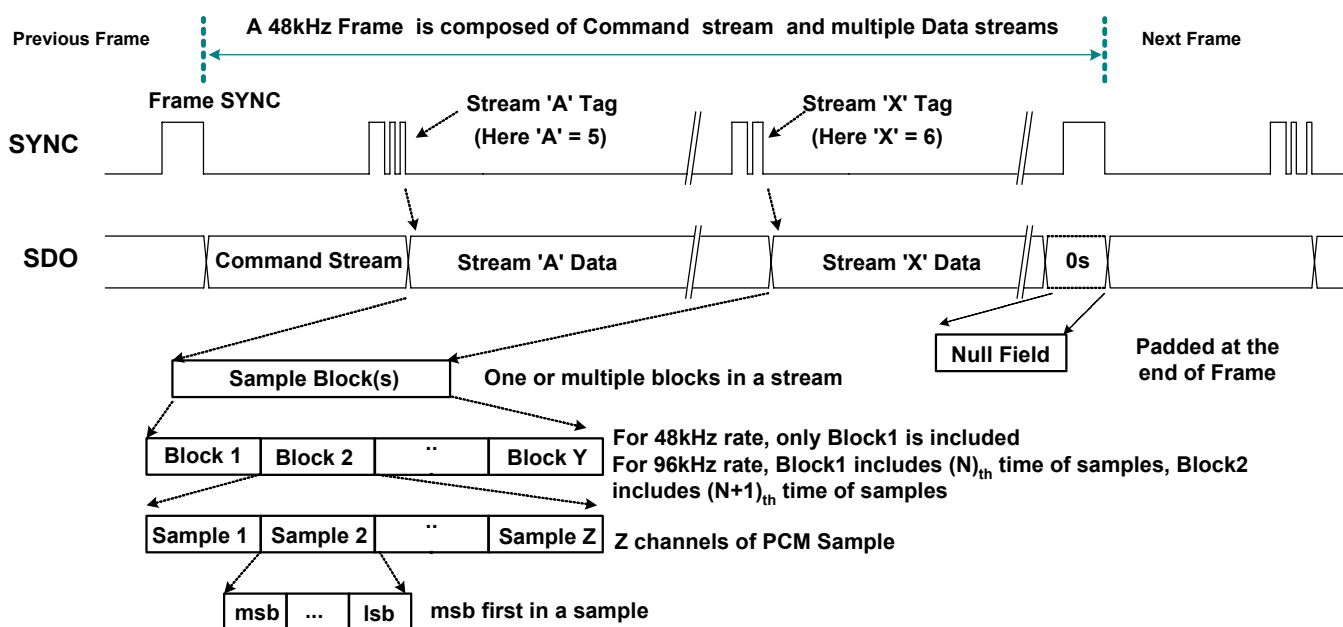 A 48kHz Frame is composed of Command stream and multiple Data streams
Previous Frame
Next Frame
Frame SYNC
Stream 'A' Tag
(Here 'A' = 5)
Stream 'X' Tag
(Here 'X' = 6)
SYNC
SDO
Command Stream
Stream 'A' Data
Stream 'X' Data
0s
Null Field
Padded at the
end of Frame
Sample Block(s)
One or multiple blocks in a stream
Block 1
Block 2
..
.
Block Y
For 48kHz rate, only Block1 is included
For 96kHz rate, Block1 includes (N)th time of samples, Block2
includes (N+1)th time of samples
Sample 1
Sample 2
..
.
Sample Z
Z channels of PCM Sample
msb
...
lsb
msb first in a sample